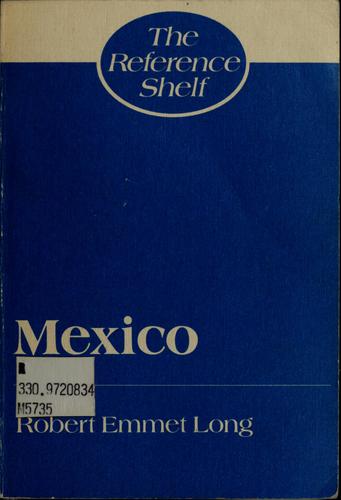 The
Reference
Shelf
Mexico
R
330.9720834
M5735
Robert Emmet Long